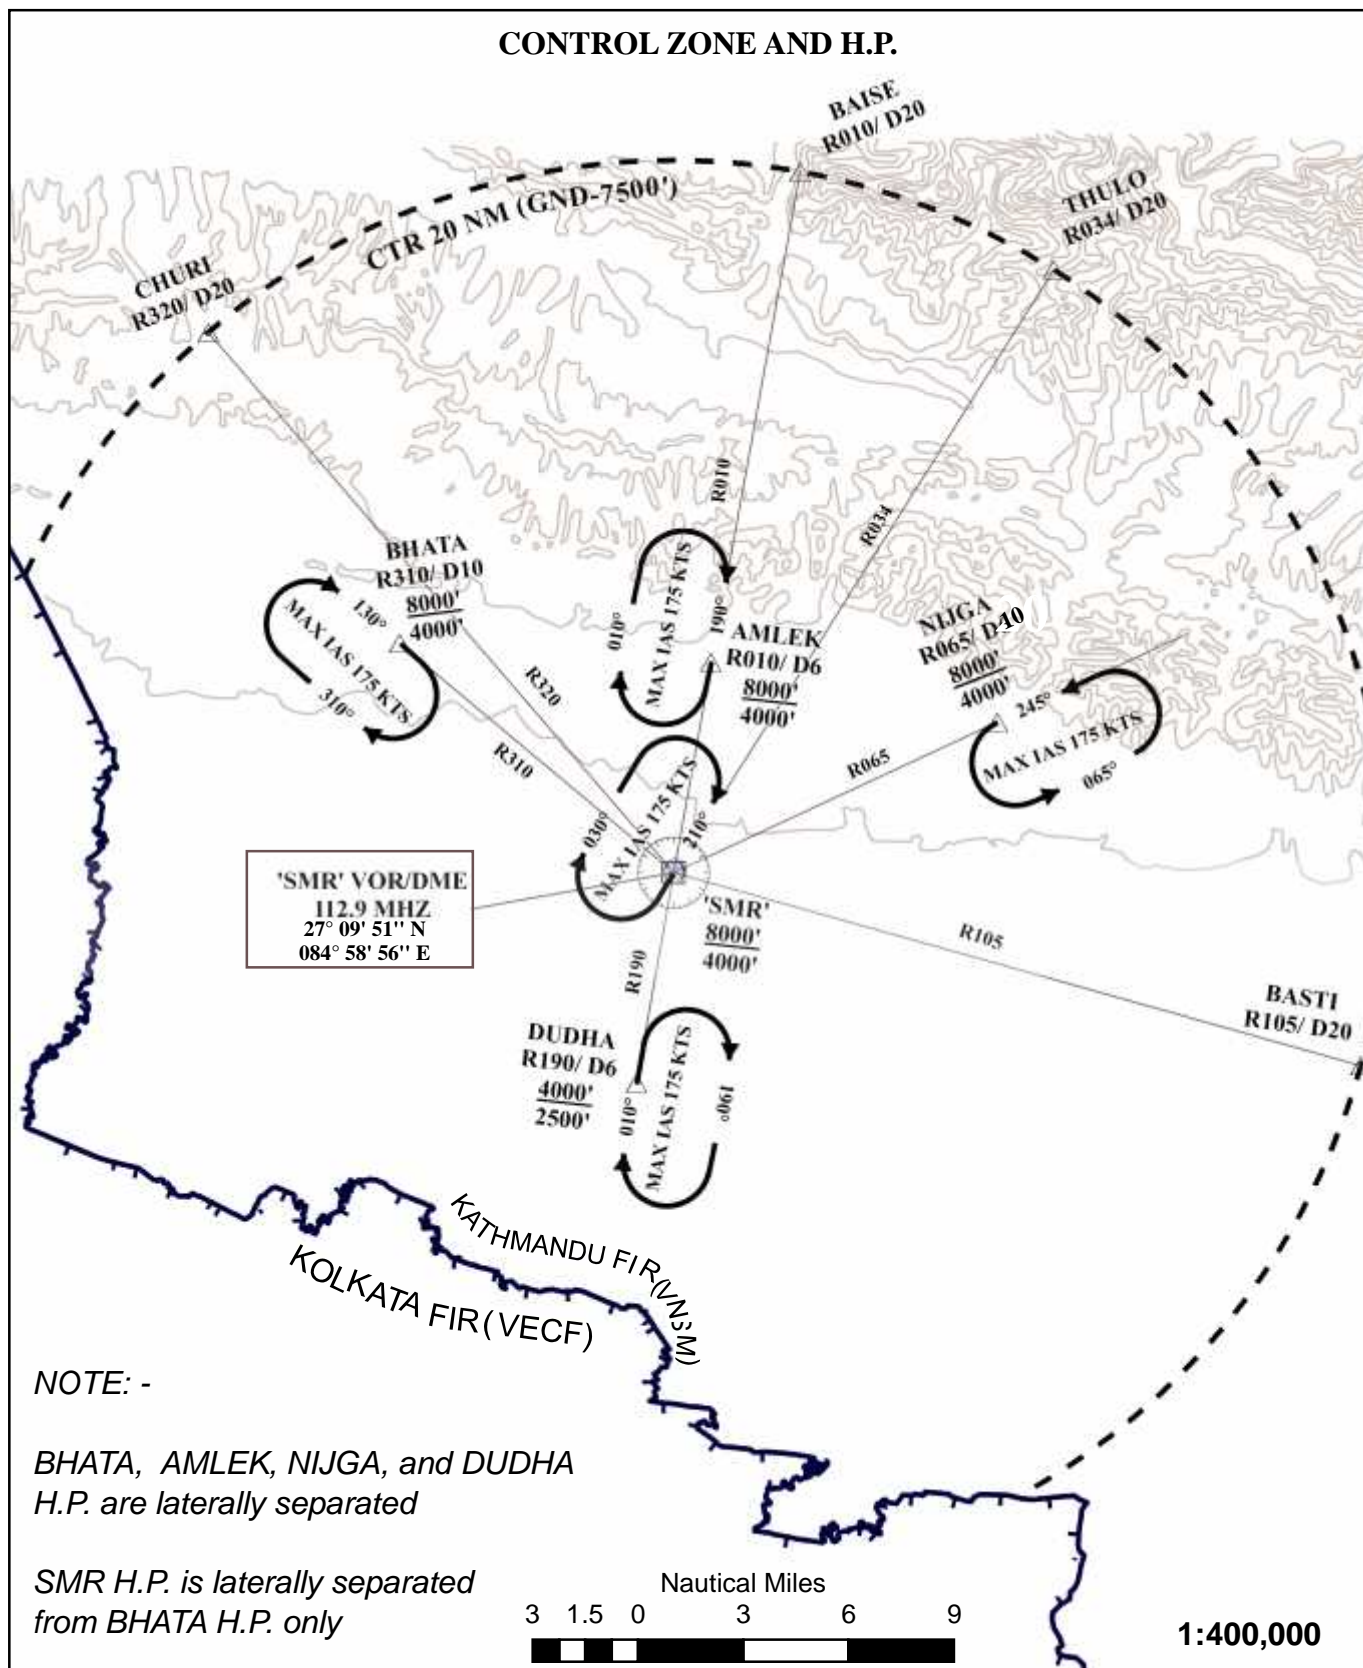 CONTROL ZONE AND H.P.
BAISE
R010/ D20
THULO
R034/ D20
CTR 20 NM (GND-7500')
CHURI
R320/ D20
R010
R034
BHATA
R310/ D10
8000'
4000'
130°
MAX IAS 175 KTS
310°
R320
R310
010°
MAX IAS 175 KTS
190°
AMLEK
R010/ D6
8000'
4000'
NIJGA
R065/ D10
8000'
4000'
245°
MAX IAS 175 KTS
065°
R065
030°
MAX IAS 175 KTS
210°
'SMR' VOR/DME
112.9 MHZ
27° 09' 51'' N
084° 58' 56'' E
'SMR'
8000'
4000'
R105
R190
BASTI
R105/ D20
DUDHA
R190/ D6
4000'
2500'
010°
MAX IAS 175 KTS
190°
KATHMANDU FIR(VNSM)
KOLKATA FIR(VECF)
NOTE: -
BHATA, AMLEK, NIJGA, and DUDHA
H.P. are laterally separated
SMR H.P. is laterally separated
from BHATA H.P. only
Nautical Miles
3 1.5 0 3 6 9
1:400,000